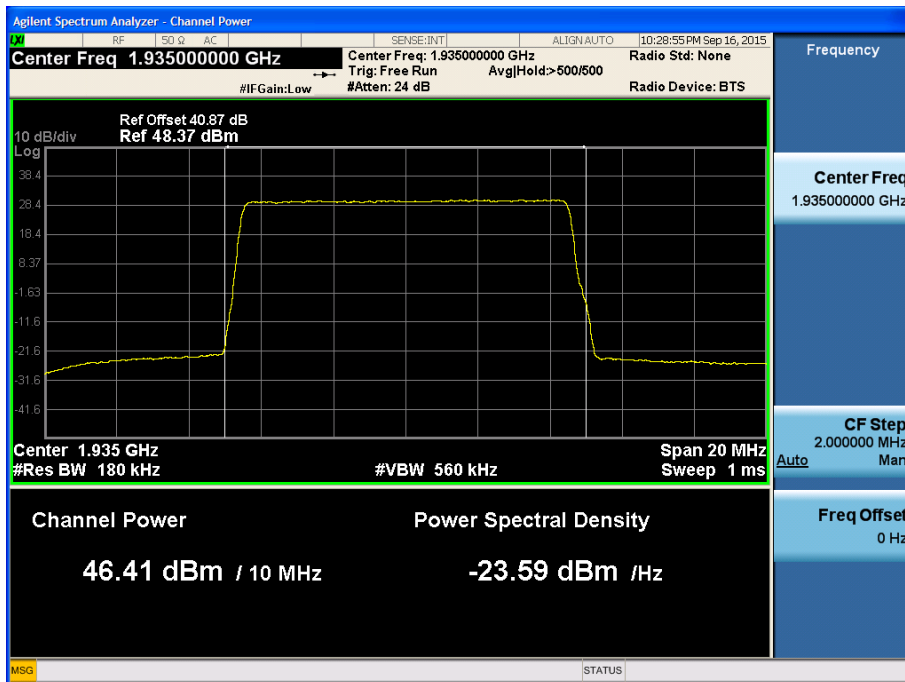 Agilent Spectrum Analyzer - Channel Power
LXI RF 50 Ω AC SENSE:INT ALIGN AUTO 10:28:55 PM Sep 16, 2015
Center Freq 1.935000000 GHz
Center Freq: 1.935000000 GHz Radio Std: None
Trig: Free Run Avg|Hold:>500/500
#IFGain:Low #Atten: 24 dB Radio Device: BTS
Ref Offset 40.87 dB
10 dB/div Ref 48.37 dBm
Log
38.4
28.4
18.4
8.37
-1.63
-11.6
-21.6
-31.6
-41.6
Center 1.935 GHz Span 20 MHz
#Res BW 180 kHz #VBW 560 kHz Sweep 1 ms
Channel Power Power Spectral Density
46.41 dBm / 10 MHz -23.59 dBm /Hz
Frequency
Center Freq
1.935000000 GHz
CF Step
2.000000 MHz
Auto Man
Freq Offset
0 Hz
MSG STATUS